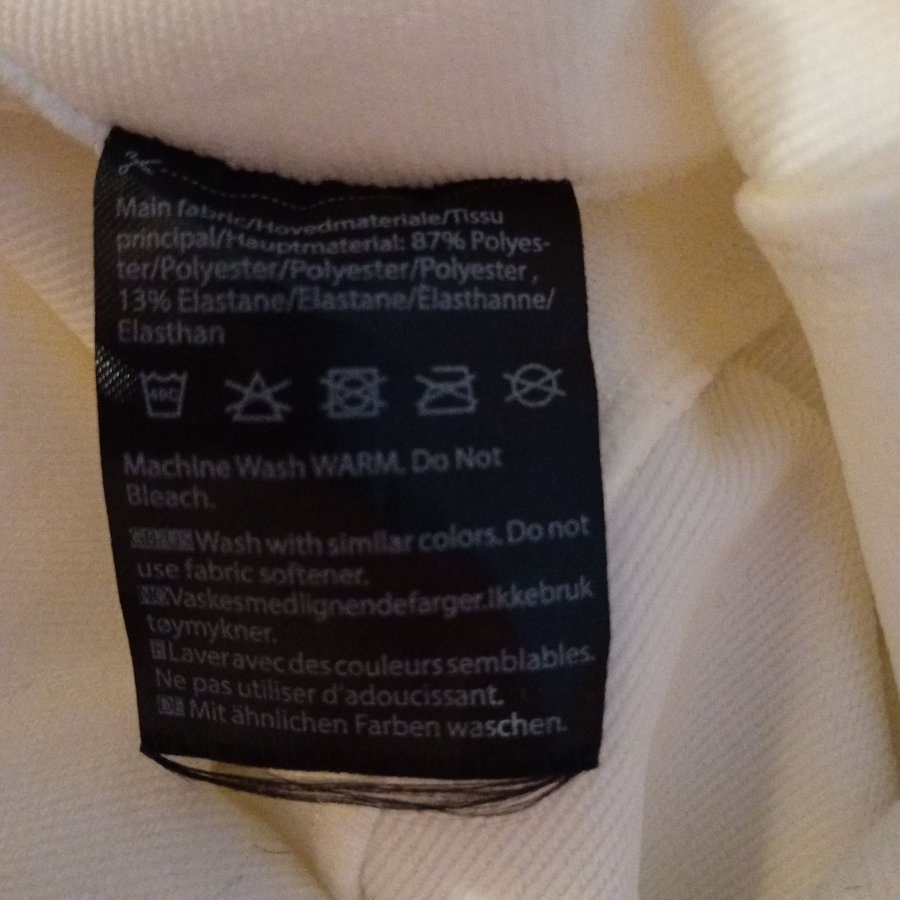 Main fabric/Hovedmateriale/Tissu
principal/Hauptmaterial: 87% Polyes-
ter/Polyester/Polyester/Polyester,
13% Elastane/Elastane/Élasthanne/
Elasthan
40C
Machine Wash WARM. Do Not
Bleach.
Wash with similar colors. Do not
use fabric softener.
Vaskesmedlignendefarger.Ikkebruk
tøymykner.
Laver avec des couleurs semblables.
Ne pas utiliser d'adoucissant.
Mit ähnlichen Farben waschen.